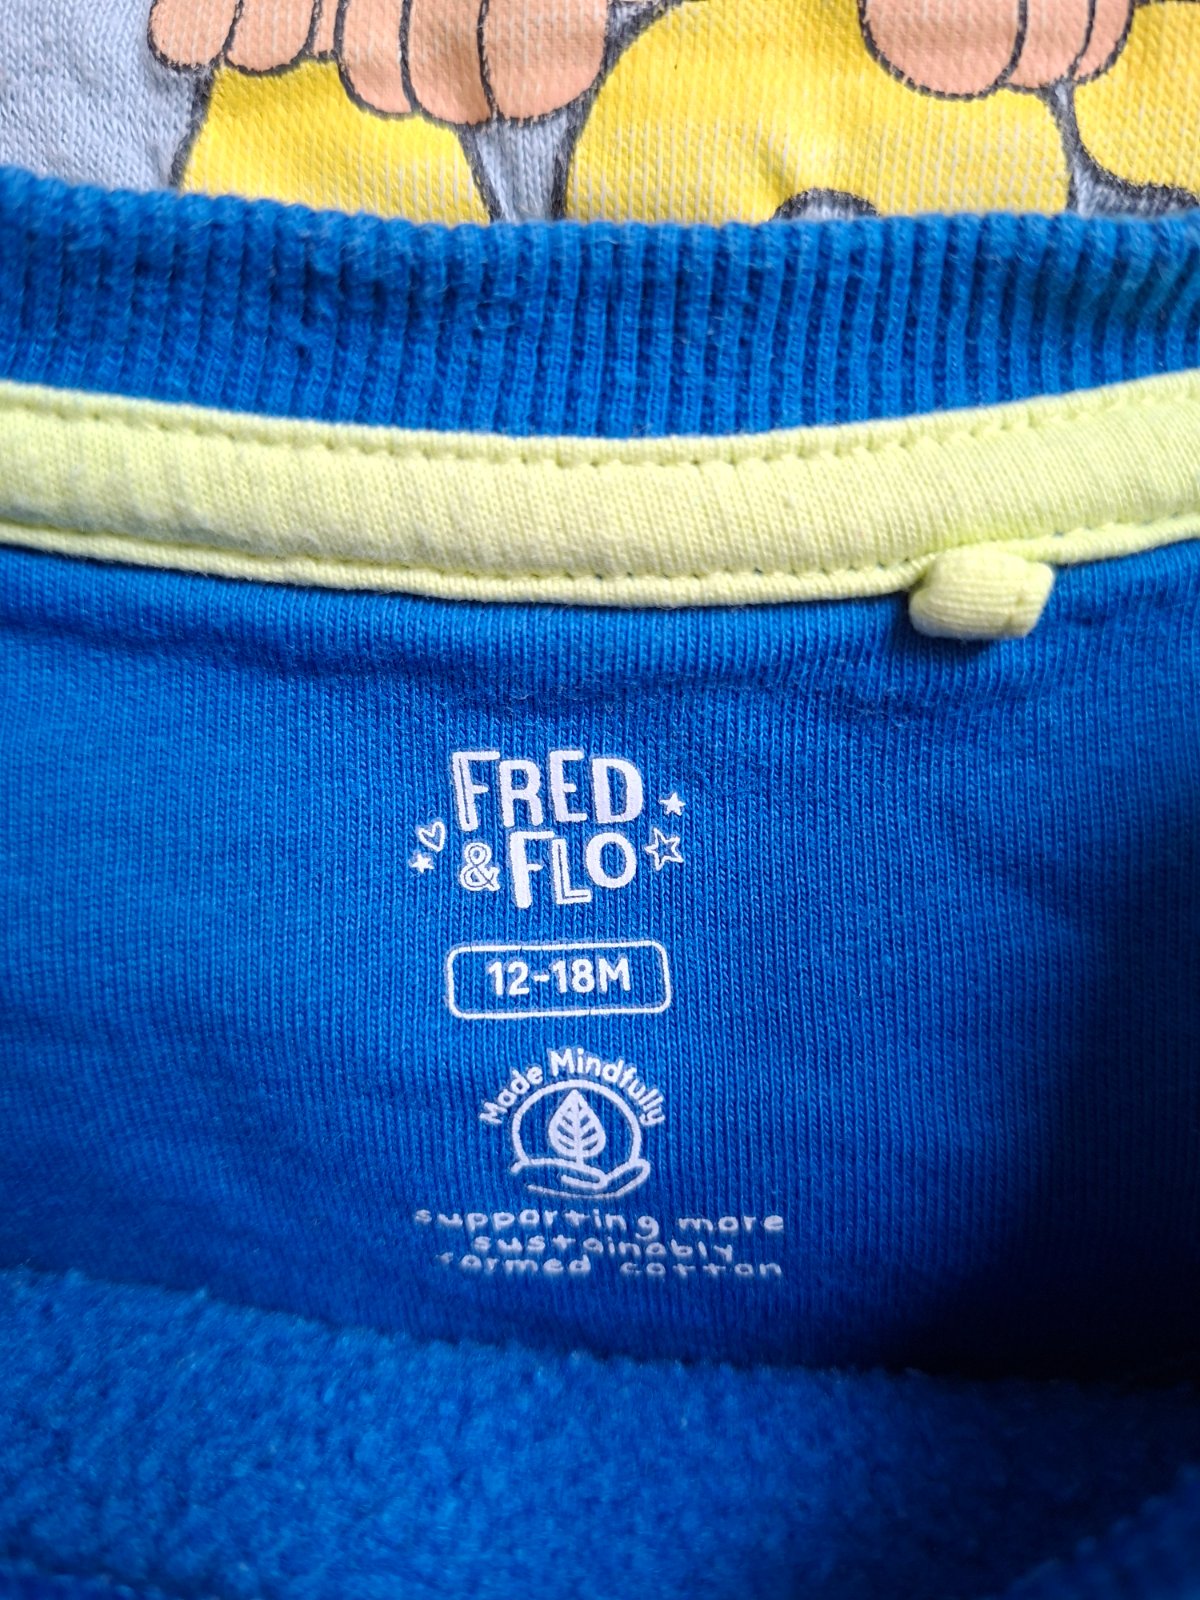 FRED
& FLO
12-18M
Made Mindfully
supporting more
sustainably
farmed cotton